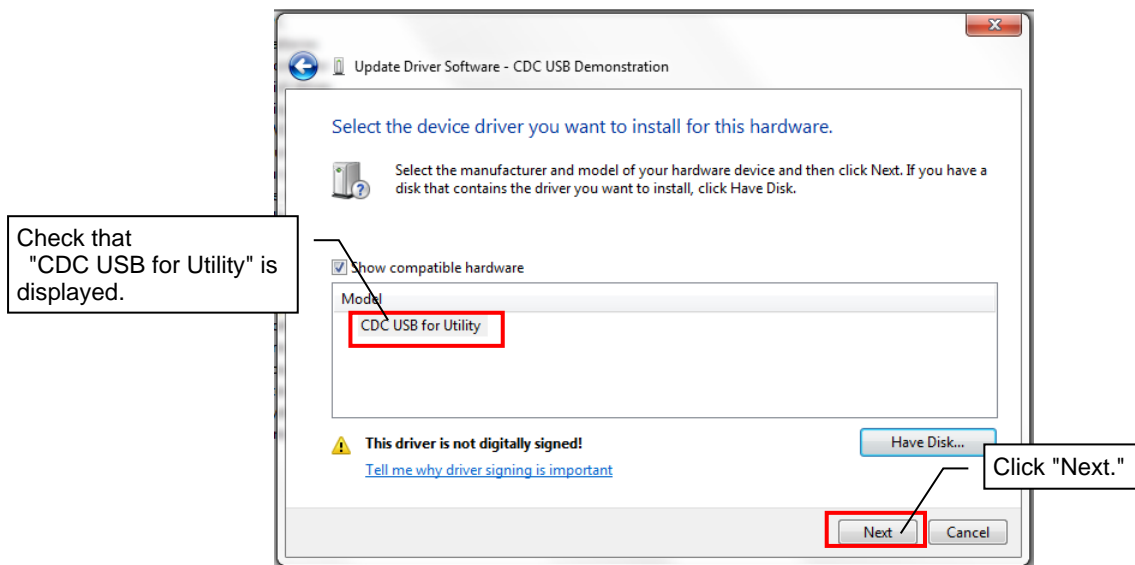 Update Driver Software - CDC USB Demonstration
Select the device driver you want to install for this hardware.
Select the manufacturer and model of your hardware device and then click Next. If you have a
disk that contains the driver you want to install, click Have Disk.
Check that
"CDC USB for Utility" is
displayed.
Show compatible hardware
Model
CDC USB for Utility
This driver is not digitally signed!
Have Disk...
Tell me why driver signing is important
Click "Next."
Next
Cancel